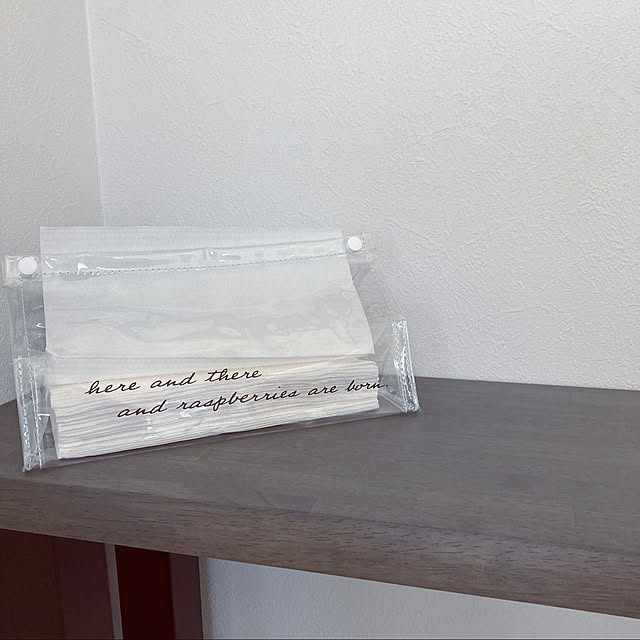 here and there
and raspberries are born.